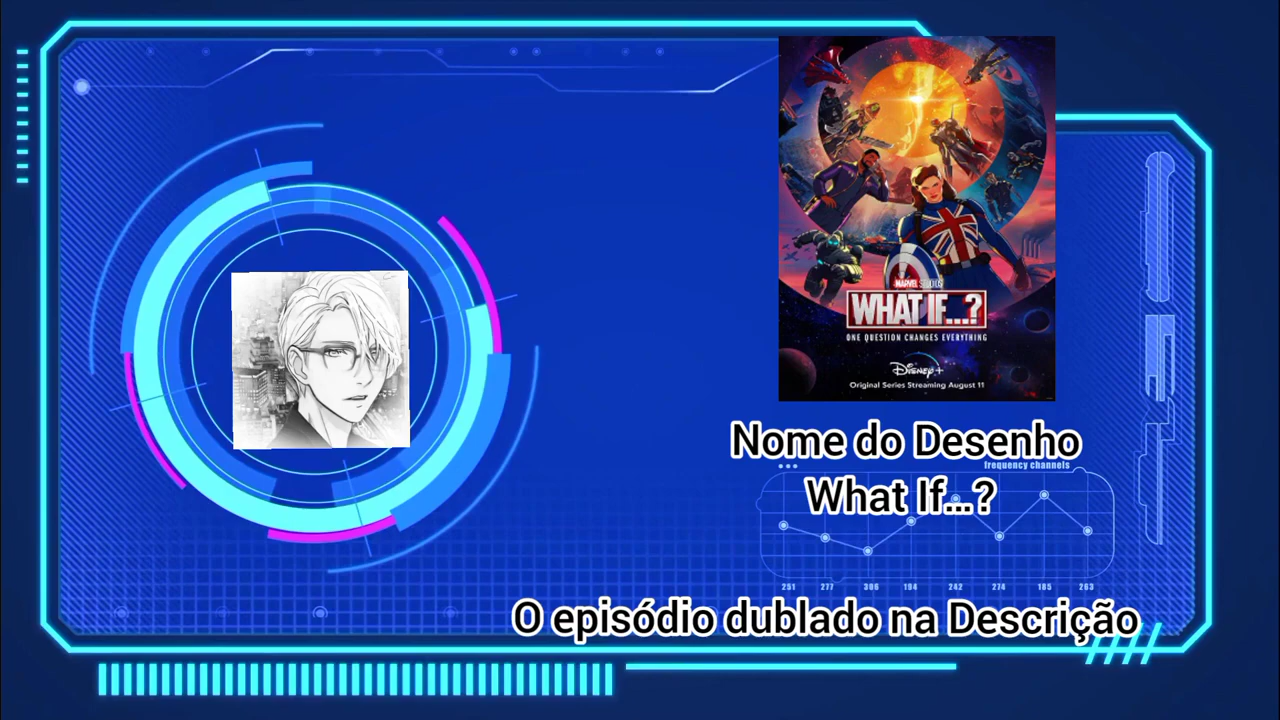 MARVEL STUDIOS
WHAT IF...?
ONE QUESTION CHANGES EVERYTHING
Disney+
Original Series Streaming August 11
Nome do Desenho
frequency channels
What If...?
251 277 306 194 242 274 185 263
O episódio dublado na Descrição